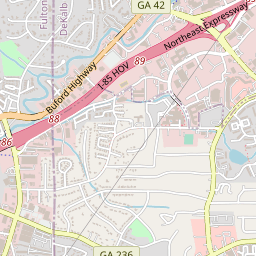 GA 42
Fulton
DeKalb
Northeast Expressway
Buford Highway
I-85 HOV
89
88
86
GA 236